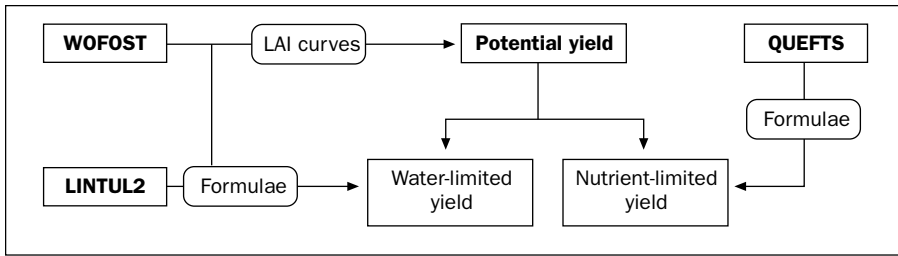 WOFOST
LAI curves
Potential yield
QUEFTS
Formulae
LINTUL2
Formulae
Water-limited
yield
Nutrient-limited
yield